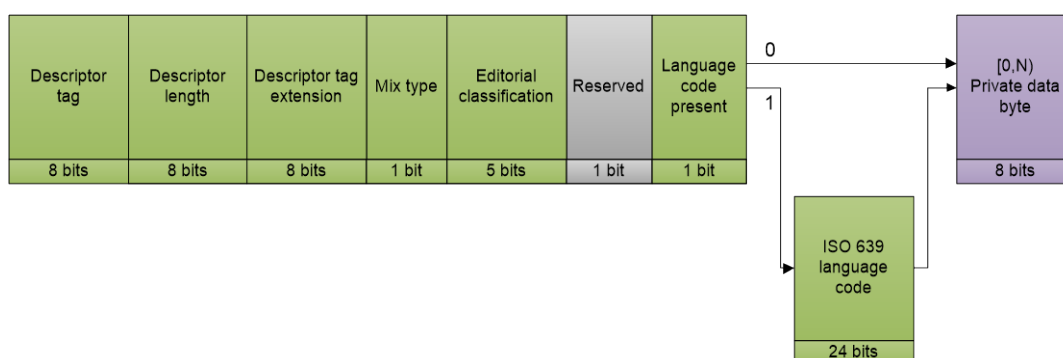 Descriptor
tag
8 bits
Descriptor
length
8 bits
Descriptor tag
extension
8 bits
Mix type
1 bit
Editorial
classification
5 bits
Reserved
1 bit
Language
code
present
1 bit
0
1
ISO 639
language
code
24 bits
[0,N)
Private data
byte
8 bits